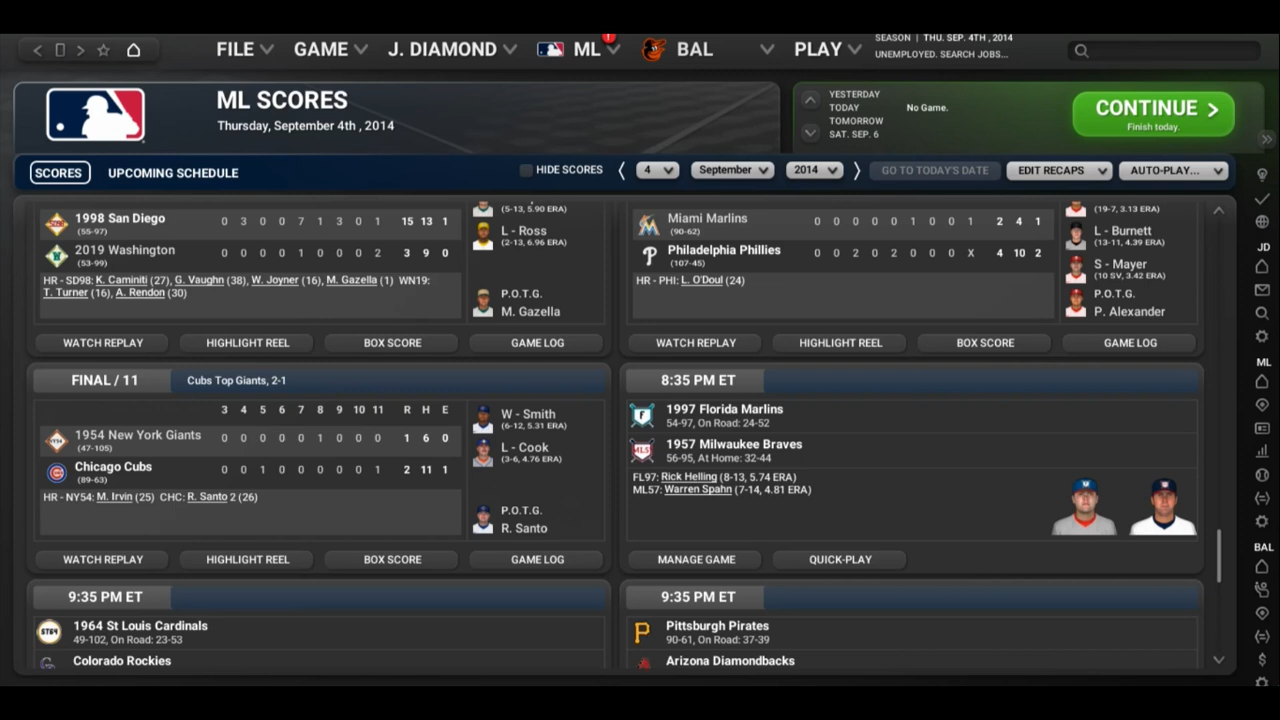 FILE GAME J. DIAMOND ML BAL PLAY
SEASON | THU. SEP. 4TH , 2014
UNEMPLOYED. SEARCH JOBS...
ML SCORES
Thursday, September 4th , 2014
YESTERDAY
TODAY
TOMORROW
SAT. SEP. 6
No Game.
CONTINUE >
Finish today.
SCORES UPCOMING SCHEDULE HIDE SCORES 4 September 2014 GO TO TODAY'S DATE EDIT RECAPS AUTO-PLAY...
1998 San Diego 0 3 0 0 7 1 3 0 1 15 13 1
(55-97)
2019 Washington 0 0 0 0 1 0 0 0 2 3 9 0
(53-99)
HR - SD98: K. Caminiti (27), G. Vaughn (38), W. Joyner (16), M. Gazella (1) WN19:
T. Turner (16), A. Rendon (30)
(5-13, 5.90 ERA)
L - Ross
(2-13, 6.96 ERA)
P.O.T.G.
M. Gazella
WATCH REPLAY HIGHLIGHT REEL BOX SCORE GAME LOG
Miami Marlins 0 0 0 0 0 1 0 0 1 2 4 1
(90-62)
Philadelphia Phillies 0 0 2 0 2 0 0 0 X 4 10 2
(107-45)
HR - PHI: L. O'Doul (24)
(19-7, 3.13 ERA)
L - Burnett
(13-11, 4.39 ERA)
S - Mayer
(10 SV, 3.42 ERA)
P.O.T.G.
P. Alexander
WATCH REPLAY HIGHLIGHT REEL BOX SCORE GAME LOG
FINAL / 11 Cubs Top Giants, 2-1
3 4 5 6 7 8 9 10 11 R H E
1954 New York Giants 0 0 0 0 0 1 0 0 0 1 6 0
(47-105)
Chicago Cubs 0 0 1 0 0 0 0 0 1 2 11 1
(89-63)
HR - NY54: M. Irvin (25) CHC: R. Santo 2 (26)
W - Smith
(6-12, 5.31 ERA)
L - Cook
(3-6, 4.76 ERA)
P.O.T.G.
R. Santo
WATCH REPLAY HIGHLIGHT REEL BOX SCORE GAME LOG
8:35 PM ET
1997 Florida Marlins
54-97, On Road: 24-52
1957 Milwaukee Braves
56-95, At Home: 32-44
FL97: Rick Helling (8-13, 5.74 ERA)
ML57: Warren Spahn (7-14, 4.81 ERA)
MANAGE GAME QUICK-PLAY
9:35 PM ET
1964 St Louis Cardinals
49-102, On Road: 23-53
Colorado Rockies
9:35 PM ET
Pittsburgh Pirates
90-61, On Road: 37-39
Arizona Diamondbacks
JD
ML
BAL